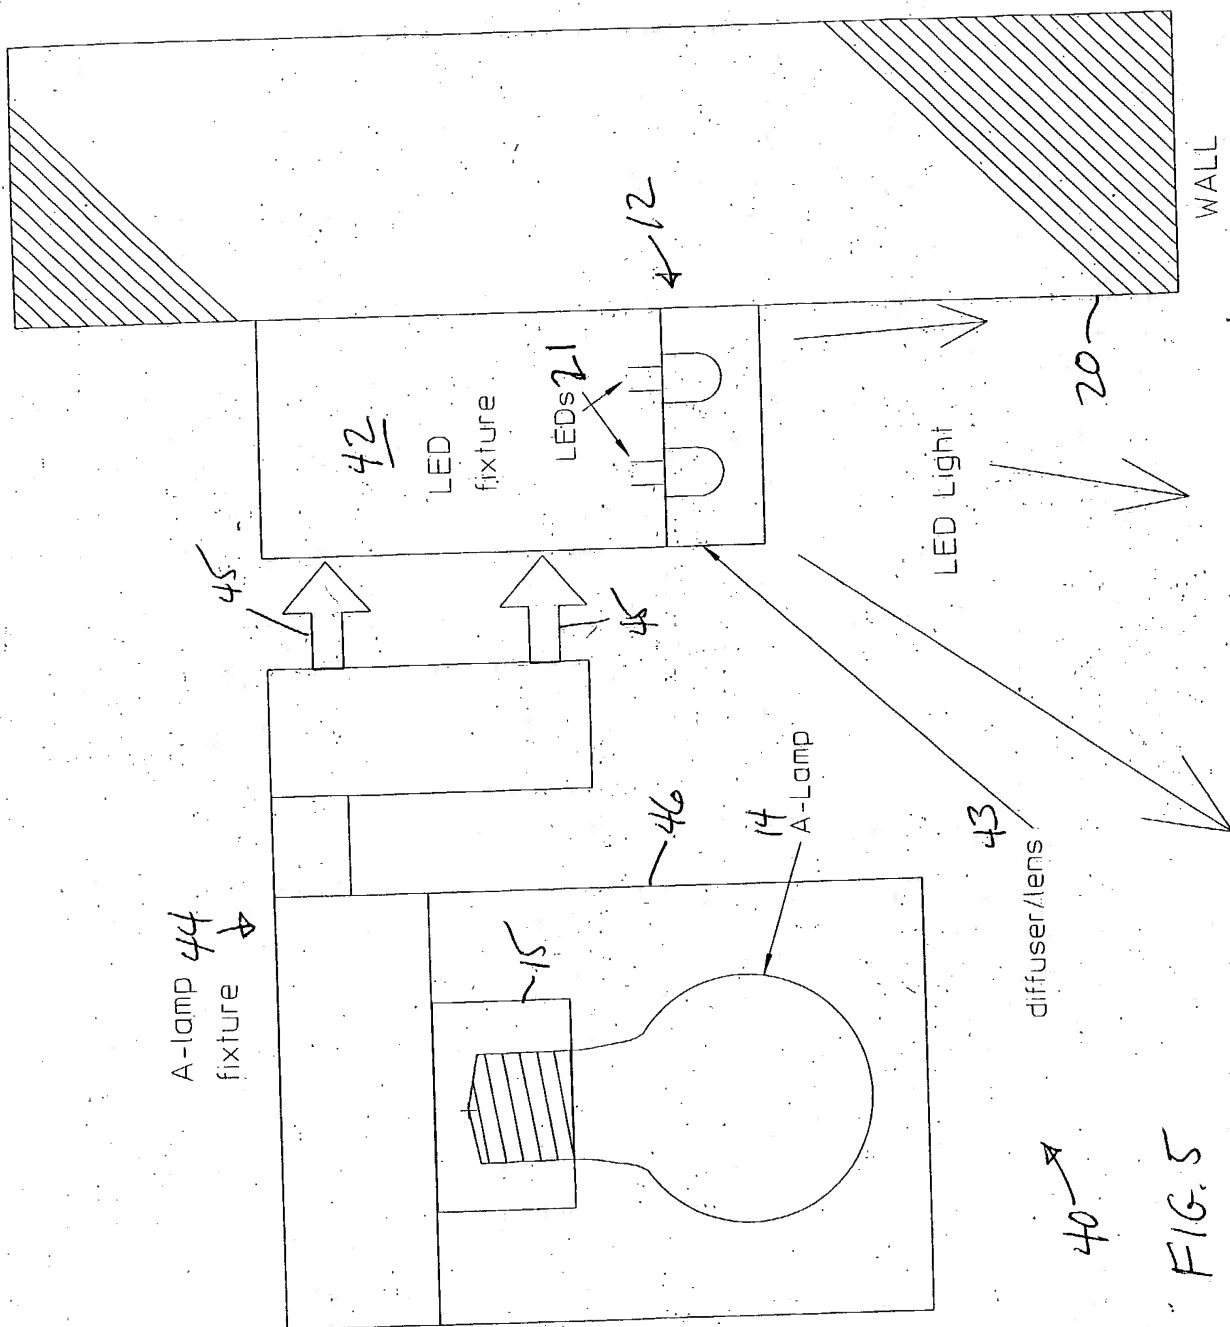 A-lamp 44
fixture
45
45
42
LED
fixture
LEDs 21
12
15
46
14
A-Lamp
43
diffuser/lens
LED Light
20
WALL
40
FIG. 5